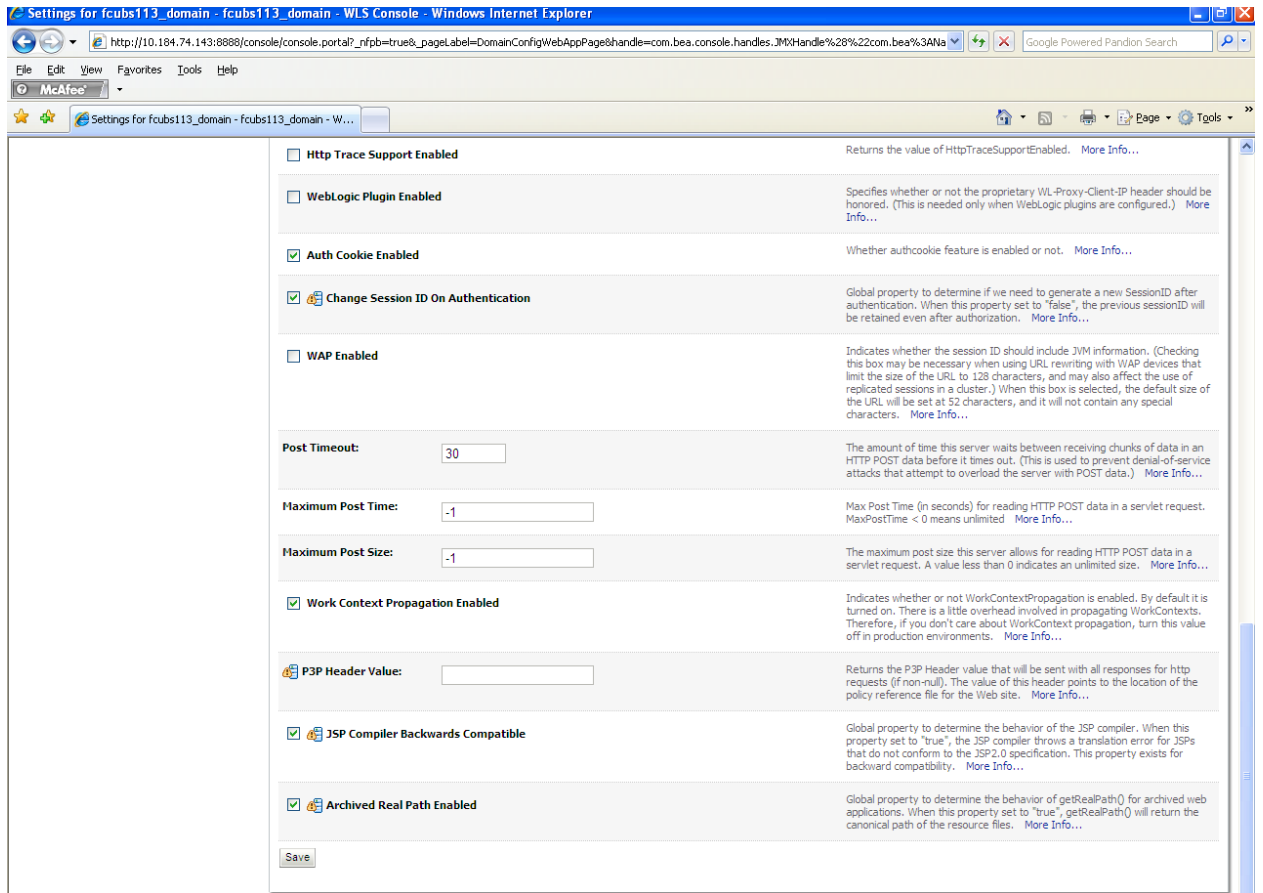 Settings for fcubs113_domain - fcubs113_domain - WLS Console - Windows Internet Explorer
http://10.184.74.143:8888/console/console.portal?_nfpb=true&_pageLabel=DomainConfigWebAppPage&handle=com.bea.console.handles.JMXHandle%28%22com.bea%3ANa
Google Powered Pandion Search
File Edit View Favorites Tools Help
McAfee
Settings for fcubs113_domain - fcubs113_domain - W...
Page Tools »
Http Trace Support Enabled
Returns the value of HttpTraceSupportEnabled. More Info...
WebLogic Plugin Enabled
Specifies whether or not the proprietary WL-Proxy-Client-IP header should be
honored. (This is needed only when WebLogic plugins are configured.) More
Info...
Auth Cookie Enabled
Whether authcookie feature is enabled or not. More Info...
Change Session ID On Authentication
Global property to determine if we need to generate a new SessionID after
authentication. When this property set to "false", the previous sessionID will
be retained even after authorization. More Info...
WAP Enabled
Indicates whether the session ID should include JVM information. (Checking
this box may be necessary when using URL rewriting with WAP devices that
limit the size of the URL to 128 characters, and may also affect the use of
replicated sessions in a cluster.) When this box is selected, the default size of
the URL will be set at 52 characters, and it will not contain any special
characters. More Info...
Post Timeout:
30
The amount of time this server waits between receiving chunks of data in an
HTTP POST data before it times out. (This is used to prevent denial-of-service
attacks that attempt to overload the server with POST data.) More Info...
Maximum Post Time:
-1
Max Post Time (in seconds) for reading HTTP POST data in a servlet request.
MaxPostTime < 0 means unlimited More Info...
Maximum Post Size:
-1
The maximum post size this server allows for reading HTTP POST data in a
servlet request. A value less than 0 indicates an unlimited size. More Info...
Work Context Propagation Enabled
Indicates whether or not WorkContextPropagation is enabled. By default it is
turned on. There is a little overhead involved in propagating WorkContexts.
Therefore, if you don't care about WorkContext propagation, turn this value
off in production environments. More Info...
P3P Header Value:
Returns the P3P Header value that will be sent with all responses for http
requests (if non-null). The value of this header points to the location of the
policy reference file for the Web site. More Info...
JSP Compiler Backwards Compatible
Global property to determine the behavior of the JSP compiler. When this
property set to "true", the JSP compiler throws a translation error for JSPs
that do not conform to the JSP2.0 specification. This property exists for
backward compatibility. More Info...
Archived Real Path Enabled
Global property to determine the behavior of getRealPath() for archived web
applications. When this property set to "true", getRealPath() will return the
canonical path of the resource files. More Info...
Save